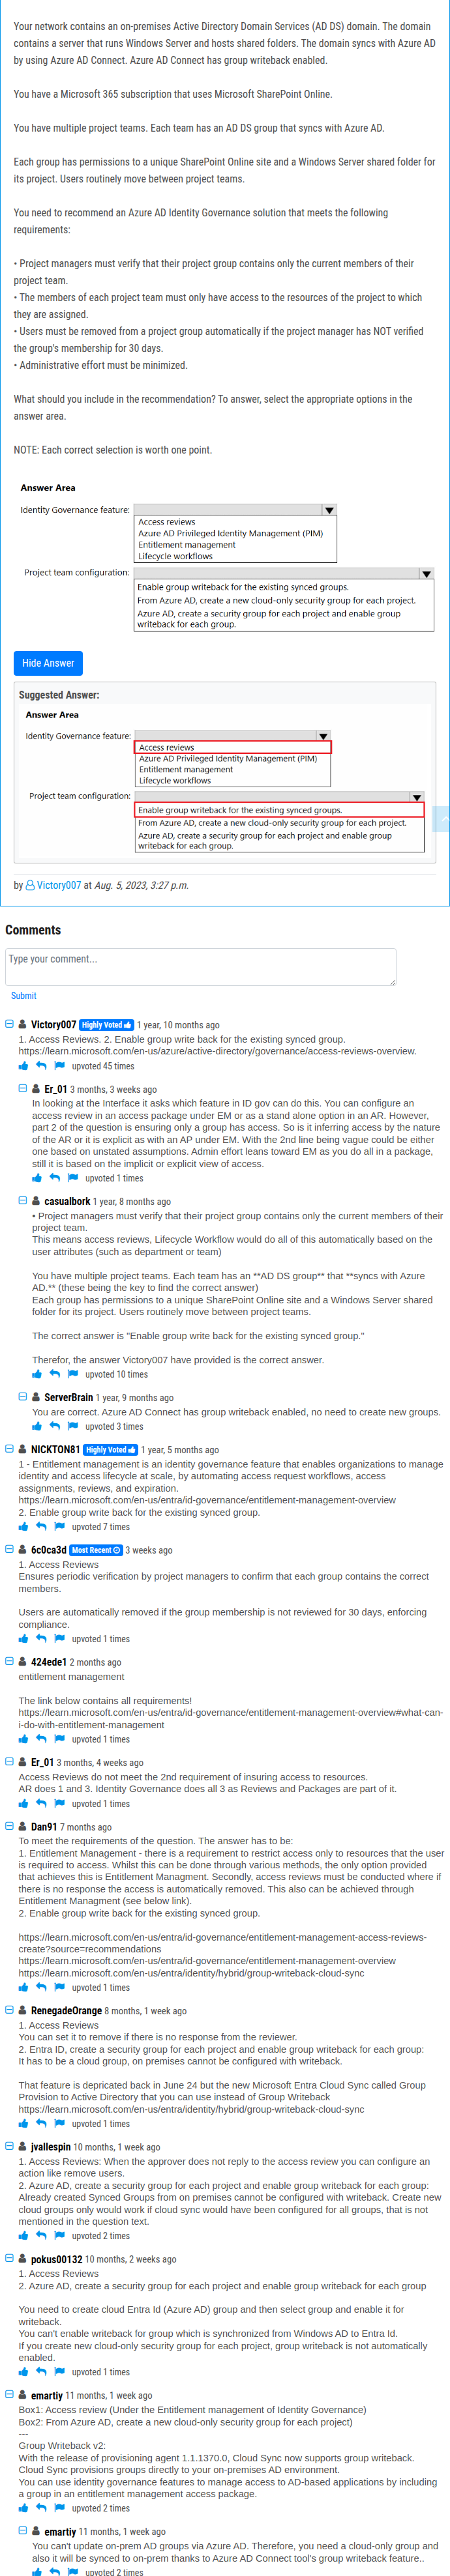 Your network contains an on-premises Active Directory Domain Services (AD DS) domain. The domain
contains a server that runs Windows Server and hosts shared folders. The domain syncs with Azure AD
by using Azure AD Connect. Azure AD Connect has group writeback enabled.
You have a Microsoft 365 subscription that uses Microsoft SharePoint Online.
You have multiple project teams. Each team has an AD DS group that syncs with Azure AD.
Each group has permissions to a unique SharePoint Online site and a Windows Server shared folder for
its project. Users routinely move between project teams.
You need to recommend an Azure AD Identity Governance solution that meets the following
requirements:
• Project managers must verify that their project group contains only the current members of their
project team.
• The members of each project team must only have access to the resources of the project to which
they are assigned.
• Users must be removed from a project group automatically if the project manager has NOT verified
the group's membership for 30 days.
• Administrative effort must be minimized.
What should you include in the recommendation? To answer, select the appropriate options in the
answer area.
NOTE: Each correct selection is worth one point.
Answer Area
Identity Governance feature:
Access reviews
Azure AD Privileged Identity Management (PIM)
Entitlement management
Lifecycle workflows
Project team configuration:
Enable group writeback for the existing synced groups.
From Azure AD, create a new cloud-only security group for each project.
Azure AD, create a security group for each project and enable group
writeback for each group.
Hide Answer
Suggested Answer:
Answer Area
Identity Governance feature:
Access reviews
Azure AD Privileged Identity Management (PIM)
Entitlement management
Lifecycle workflows
Project team configuration:
Enable group writeback for the existing synced groups.
From Azure AD, create a new cloud-only security group for each project.
Azure AD, create a security group for each project and enable group
writeback for each group.
by Victory007 at Aug. 5, 2023, 3:27 p.m.
Comments
Type your comment...
Submit
Victory007 Highly Voted 1 year, 10 months ago
1. Access Reviews. 2. Enable group write back for the existing synced group.
https://learn.microsoft.com/en-us/azure/active-directory/governance/access-reviews-overview.
upvoted 45 times
Er_01 3 months, 3 weeks ago
In looking at the Interface it asks which feature in ID gov can do this. You can configure an
access review in an access package under EM or as a stand alone option in an AR. However,
part 2 of the question is ensuring only a group has access. So is it inferring access by the nature
of the AR or it is explicit as with an AP under EM. With the 2nd line being vague could be either
one based on unstated assumptions. Admin effort leans toward EM as you do all in a package,
still it is based on the implicit or explicit view of access.
upvoted 1 times
casualbork 1 year, 8 months ago
• Project managers must verify that their project group contains only the current members of their
project team.
This means access reviews, Lifecycle Workflow would do all of this automatically based on the
user attributes (such as department or team)
You have multiple project teams. Each team has an **AD DS group** that **syncs with Azure
AD.** (these being the key to find the correct answer)
Each group has permissions to a unique SharePoint Online site and a Windows Server shared
folder for its project. Users routinely move between project teams.
The correct answer is "Enable group write back for the existing synced group."
Therefor, the answer Victory007 have provided is the correct answer.
upvoted 10 times
ServerBrain 1 year, 9 months ago
You are correct. Azure AD Connect has group writeback enabled, no need to create new groups.
upvoted 3 times
NICKTON81 Highly Voted 1 year, 5 months ago
1 - Entitlement management is an identity governance feature that enables organizations to manage
identity and access lifecycle at scale, by automating access request workflows, access
assignments, reviews, and expiration.
https://learn.microsoft.com/en-us/entra/id-governance/entitlement-management-overview
2. Enable group write back for the existing synced group.
upvoted 7 times
6c0ca3d Most Recent 3 weeks ago
1. Access Reviews
Ensures periodic verification by project managers to confirm that each group contains the correct
members.
Users are automatically removed if the group membership is not reviewed for 30 days, enforcing
compliance.
upvoted 1 times
424ede1 2 months ago
entitlement management
The link below contains all requirements!
https://learn.microsoft.com/en-us/entra/id-governance/entitlement-management-overview#what-can-
i-do-with-entitlement-management
upvoted 1 times
Er_01 3 months, 4 weeks ago
Access Reviews do not meet the 2nd requirement of insuring access to resources.
AR does 1 and 3. Identity Governance does all 3 as Reviews and Packages are part of it.
upvoted 1 times
Dan91 7 months ago
To meet the requirements of the question. The answer has to be:
1. Entitlement Management - there is a requirement to restrict access only to resources that the user
is required to access. Whilst this can be done through various methods, the only option provided
that achieves this is Entitlement Managment. Secondly, access reviews must be conducted where if
there is no response the access is automatically removed. This also can be achieved through
Entitlement Managment (see below link).
2. Enable group write back for the existing synced group.
https://learn.microsoft.com/en-us/entra/id-governance/entitlement-management-access-reviews-
create?source=recommendations
https://learn.microsoft.com/en-us/entra/id-governance/entitlement-management-overview
https://learn.microsoft.com/en-us/entra/identity/hybrid/group-writeback-cloud-sync
upvoted 1 times
RenegadeOrange 8 months, 1 week ago
1. Access Reviews
You can set it to remove if there is no response from the reviewer.
2. Entra ID, create a security group for each project and enable group writeback for each group:
It has to be a cloud group, on premises cannot be configured with writeback.
That feature is depricated back in June 24 but the new Microsoft Entra Cloud Sync called Group
Provision to Active Directory that you can use instead of Group Writeback
https://learn.microsoft.com/en-us/entra/identity/hybrid/group-writeback-cloud-sync
upvoted 1 times
jvallespin 10 months, 1 week ago
1. Access Reviews: When the approver does not reply to the access review you can configure an
action like remove users.
2. Azure AD, create a security group for each project and enable group writeback for each group:
Already created Synced Groups from on premises cannot be configured with writeback. Create new
cloud groups only would work if cloud sync would have been configured for all groups, that is not
mentioned in the question text.
upvoted 2 times
pokus00132 10 months, 2 weeks ago
1. Access Reviews
2. Azure AD, create a security group for each project and enable group writeback for each group
You need to create cloud Entra Id (Azure AD) group and then select group and enable it for
writeback.
You can't enable writeback for group which is synchronized from Windows AD to Entra Id.
If you create new cloud-only security group for each project, group writeback is not automatically
enabled.
upvoted 1 times
emartiy 11 months, 1 week ago
Box1: Access review (Under the Entitlement management of Identity Governance)
Box2: From Azure AD, create a new cloud-only security group for each project)
---
Group Writeback v2:
With the release of provisioning agent 1.1.1370.0, Cloud Sync now supports group writeback.
Cloud Sync provisions groups directly to your on-premises AD environment.
You can use identity governance features to manage access to AD-based applications by including
a group in an entitlement management access package.
upvoted 2 times
emartiy 11 months, 1 week ago
You can't update on-prem AD groups via Azure AD. Therefore, you need a cloud-only group and
also it will be synced to on-prem thanks to Azure AD Connect tool's group writeback feature..
upvoted 2 times